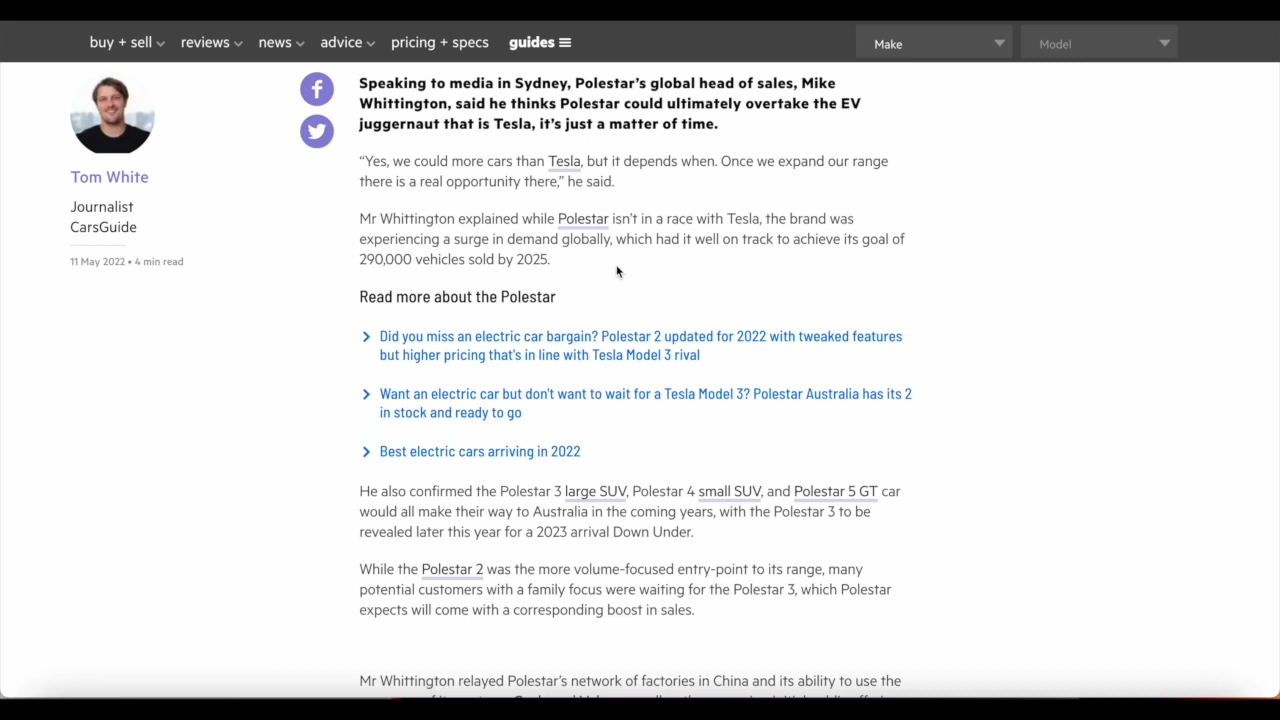 buy + sell reviews news advice pricing + specs guides Make Model
Tom White
Journalist
CarsGuide
11 May 2022 • 4 min read
Speaking to media in Sydney, Polestar’s global head of sales, Mike
Whittington, said he thinks Polestar could ultimately overtake the EV
juggernaut that is Tesla, it’s just a matter of time.
“Yes, we could more cars than Tesla, but it depends when. Once we expand our range
there is a real opportunity there,” he said.
Mr Whittington explained while Polestar isn’t in a race with Tesla, the brand was
experiencing a surge in demand globally, which had it well on track to achieve its goal of
290,000 vehicles sold by 2025.
Read more about the Polestar
Did you miss an electric car bargain? Polestar 2 updated for 2022 with tweaked features
but higher pricing that's in line with Tesla Model 3 rival
Want an electric car but don't want to wait for a Tesla Model 3? Polestar Australia has its 2
in stock and ready to go
Best electric cars arriving in 2022
He also confirmed the Polestar 3 large SUV, Polestar 4 small SUV, and Polestar 5 GT car
would all make their way to Australia in the coming years, with the Polestar 3 to be
revealed later this year for a 2023 arrival Down Under.
While the Polestar 2 was the more volume-focused entry-point to its range, many
potential customers with a family focus were waiting for the Polestar 3, which Polestar
expects will come with a corresponding boost in sales.
Mr Whittington relayed Polestar’s network of factories in China and its ability to use the